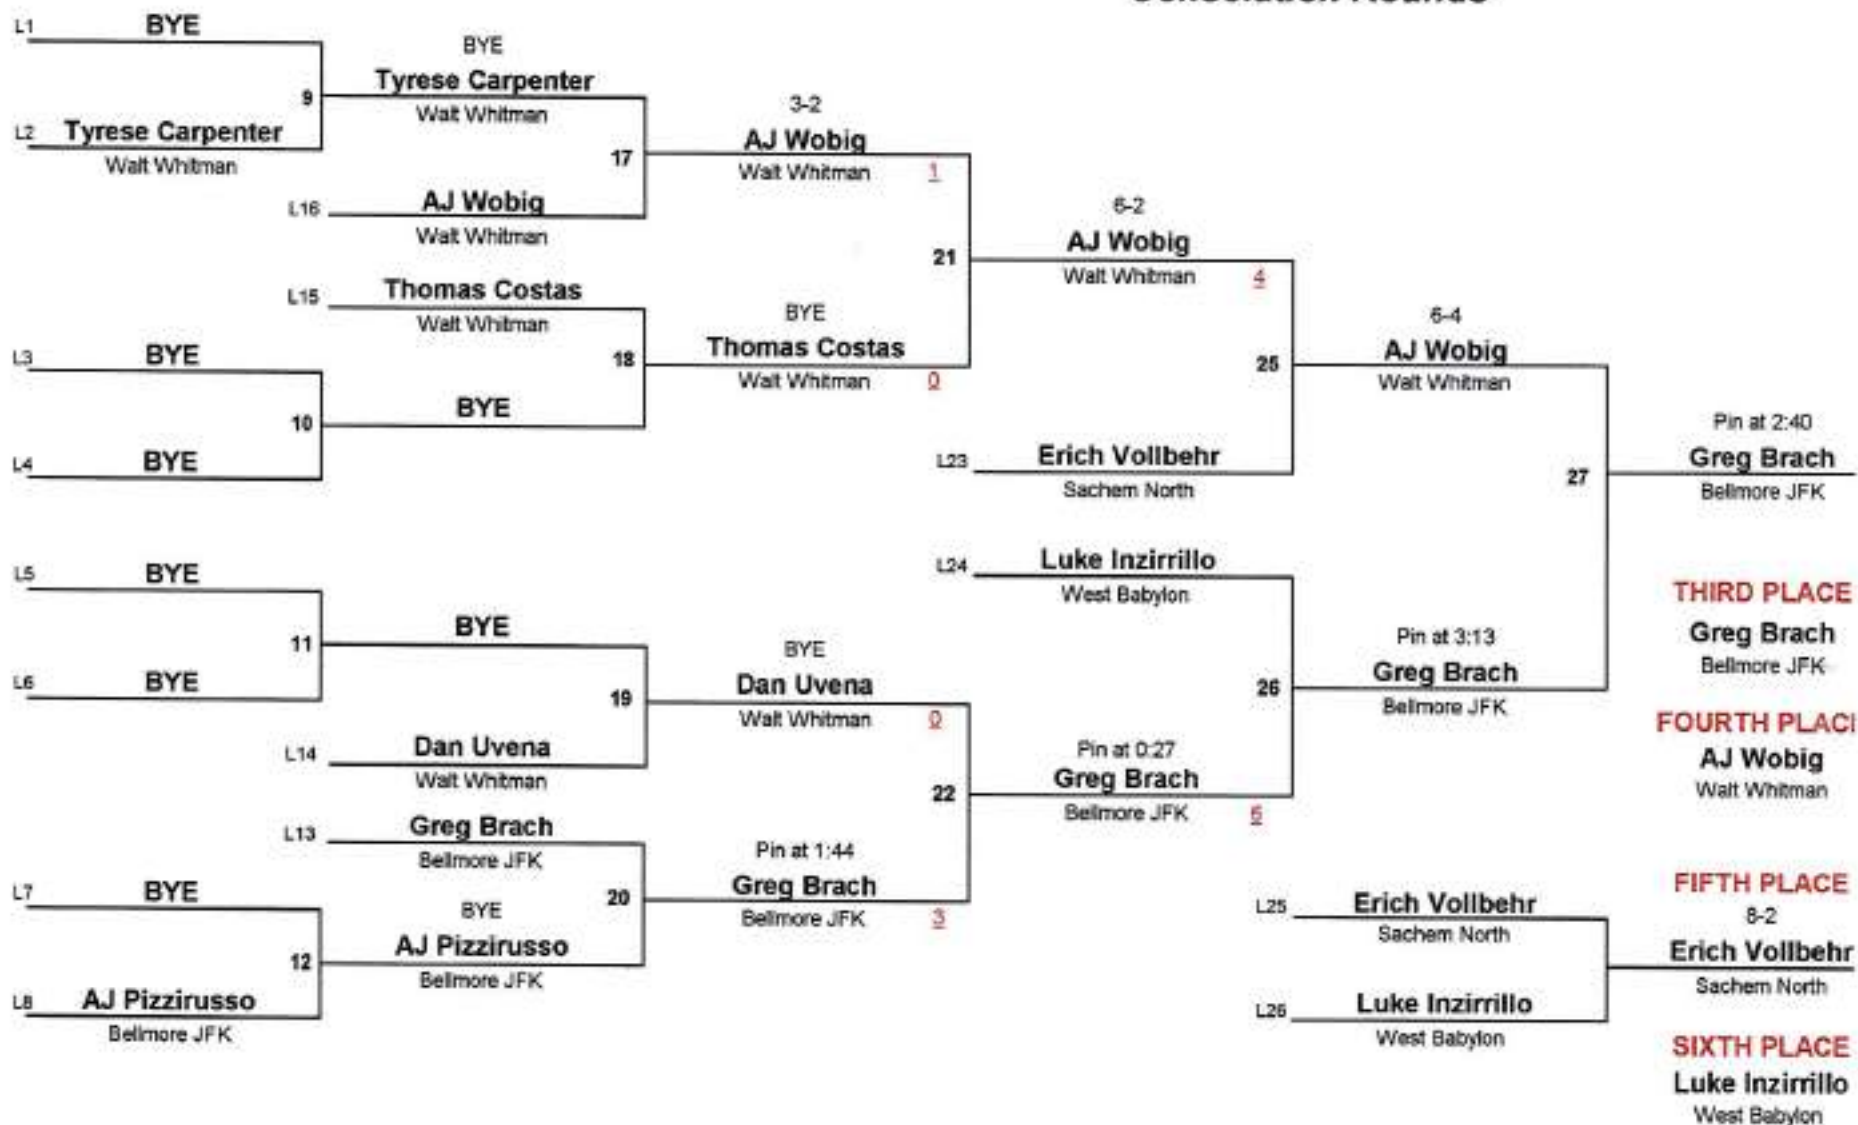 Consolation Rounds
L1 BYE
9
L2 Tyrese Carpenter
Walt Whitman
BYE
Tyrese Carpenter
Walt Whitman
17
L16 AJ Wobig
Walt Whitman
3-2
AJ Wobig
Walt Whitman 1
21
L15 Thomas Costas
Walt Whitman
18
L3 BYE
10
L4 BYE
BYE
BYE
Thomas Costas
Walt Whitman 0
6-2
AJ Wobig
Walt Whitman 4
25
L23 Erich Vollbehr
Sachem North
6-4
AJ Wobig
Walt Whitman
27
Pin at 2:40
Greg Brach
Bellmore JFK
L5 BYE
11
L6 BYE
BYE
19
L14 Dan Uvena
Walt Whitman
BYE
Dan Uvena
Walt Whitman 0
22
L13 Greg Brach
Bellmore JFK
20
L7 BYE
12
L8 AJ Pizzirusso
Bellmore JFK
BYE
AJ Pizzirusso
Bellmore JFK
Pin at 1:44
Greg Brach
Bellmore JFK 3
L24 Luke Inzirrillo
West Babylon
26
Pin at 0:27
Greg Brach
Bellmore JFK 6
Pin at 3:13
Greg Brach
Bellmore JFK
THIRD PLACE
Greg Brach
Bellmore JFK
FOURTH PLACE
AJ Wobig
Walt Whitman
L25 Erich Vollbehr
Sachem North
L26 Luke Inzirrillo
West Babylon
FIFTH PLACE
8-2
Erich Vollbehr
Sachem North
SIXTH PLACE
Luke Inzirrillo
West Babylon